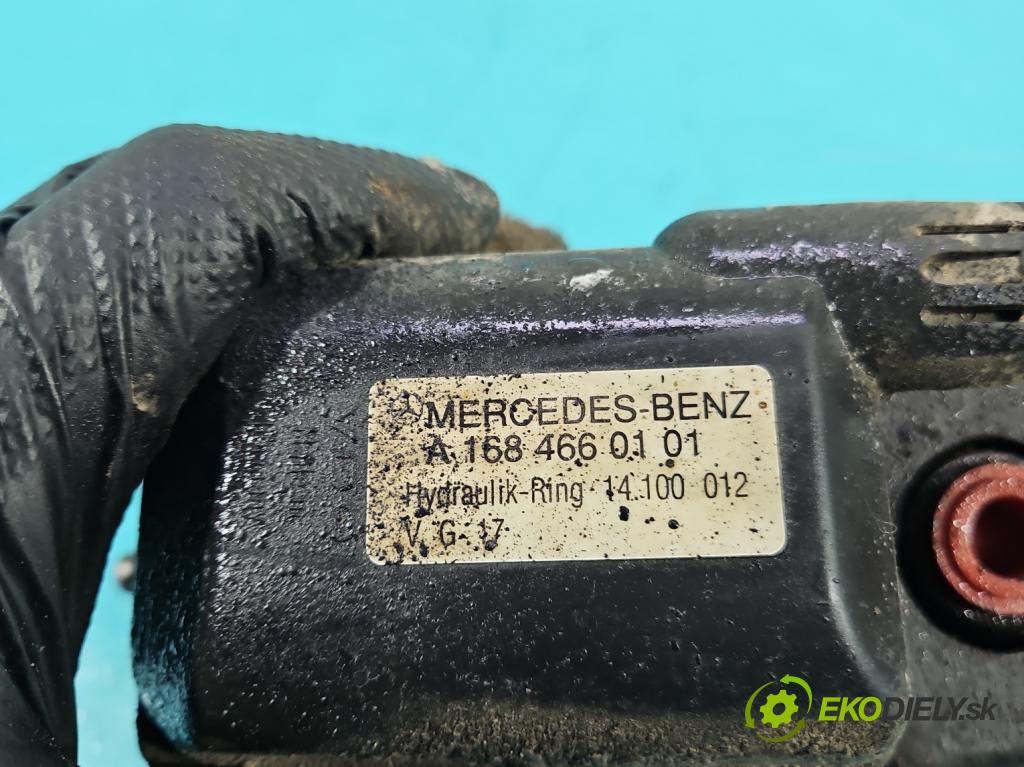 MERCEDES-BENZ
A 168 466 01 01
Hydraulik-Ring 14.100 012
V. G. 17
EKODIELY.sk